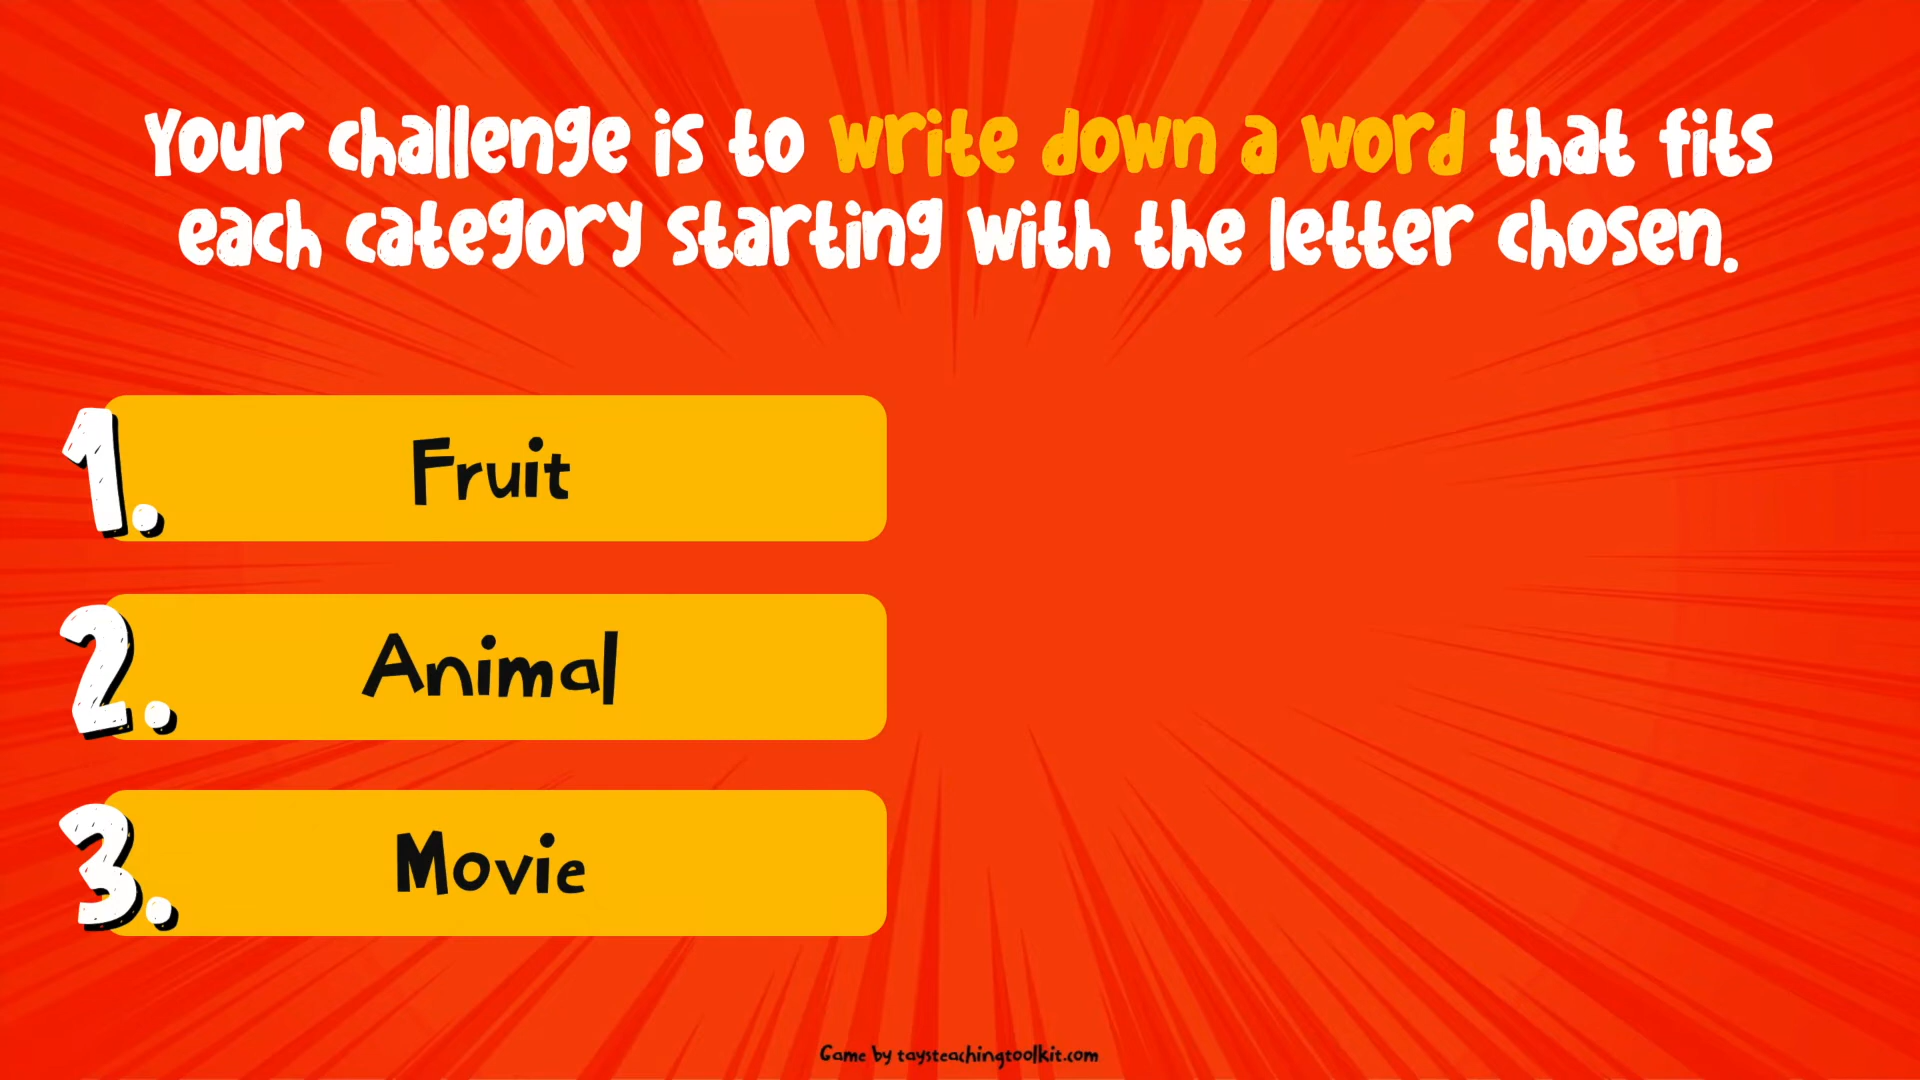 Your challenge is to write down a word that fits
each category starting with the letter chosen.
1. Fruit
2. Animal
3. Movie
Game by taysteachingtoolkit.com